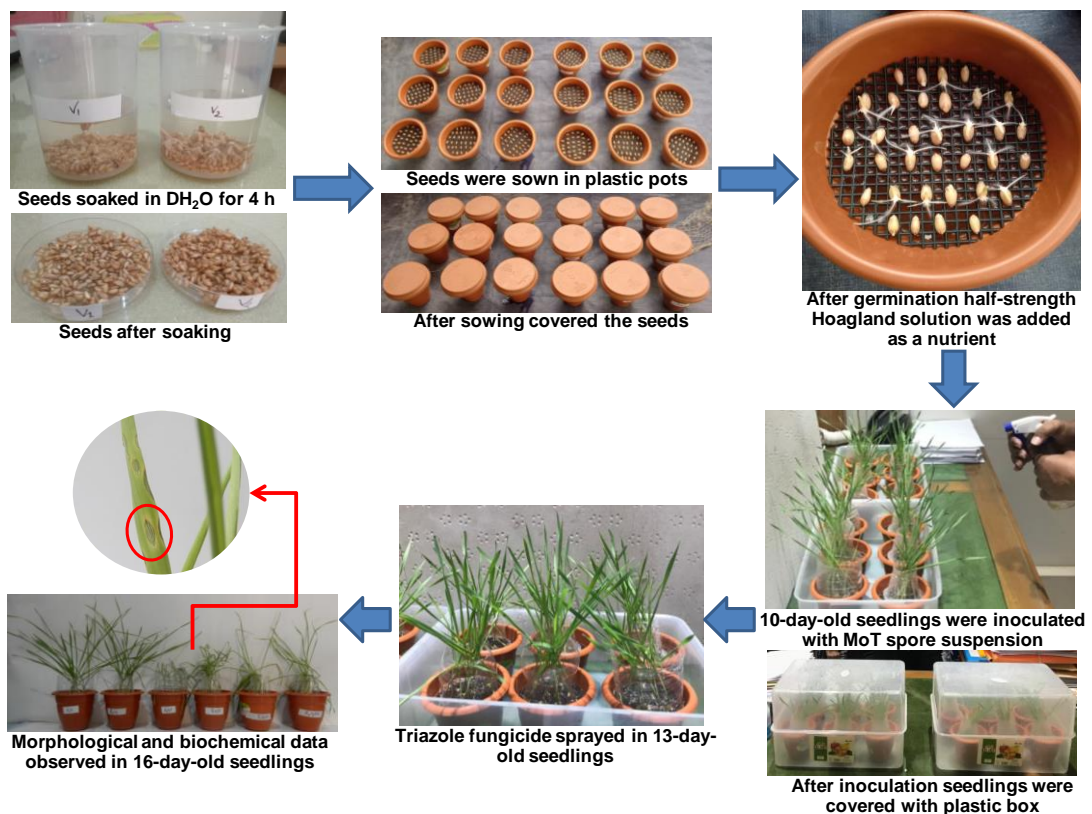 V1
V2
Seeds soaked in DH₂O for 4 h
V2
Seeds after soaking
Seeds were sown in plastic pots
After sowing covered the seeds
After germination half-strength
Hoagland solution was added
as a nutrient
10-day-old seedlings were inoculated
with MoT spore suspension
After inoculation seedlings were
covered with plastic box
Triazole fungicide sprayed in 13-day-
old seedlings
Morphological and biochemical data
observed in 16-day-old seedlings